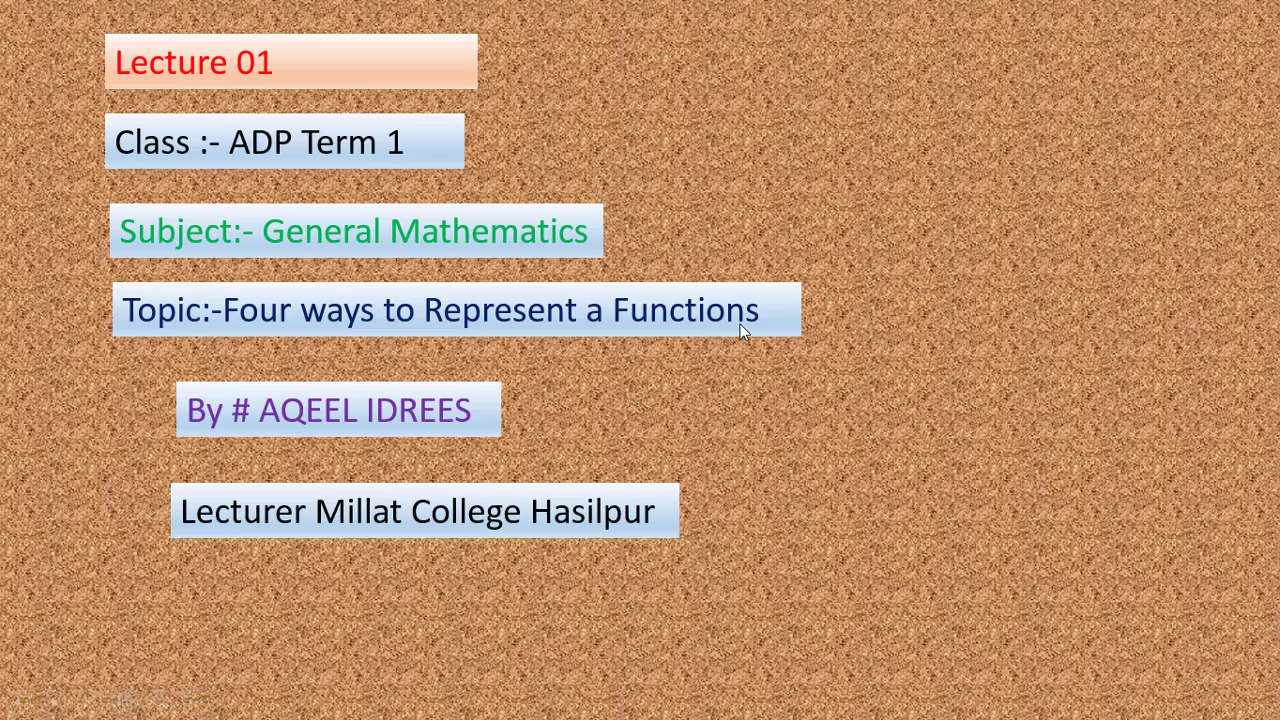 Lecture 01
Class :- ADP Term 1
Subject:- General Mathematics
Topic:-Four ways to Represent a Functions
By # AQEEL IDREES
Lecturer Millat College Hasilpur